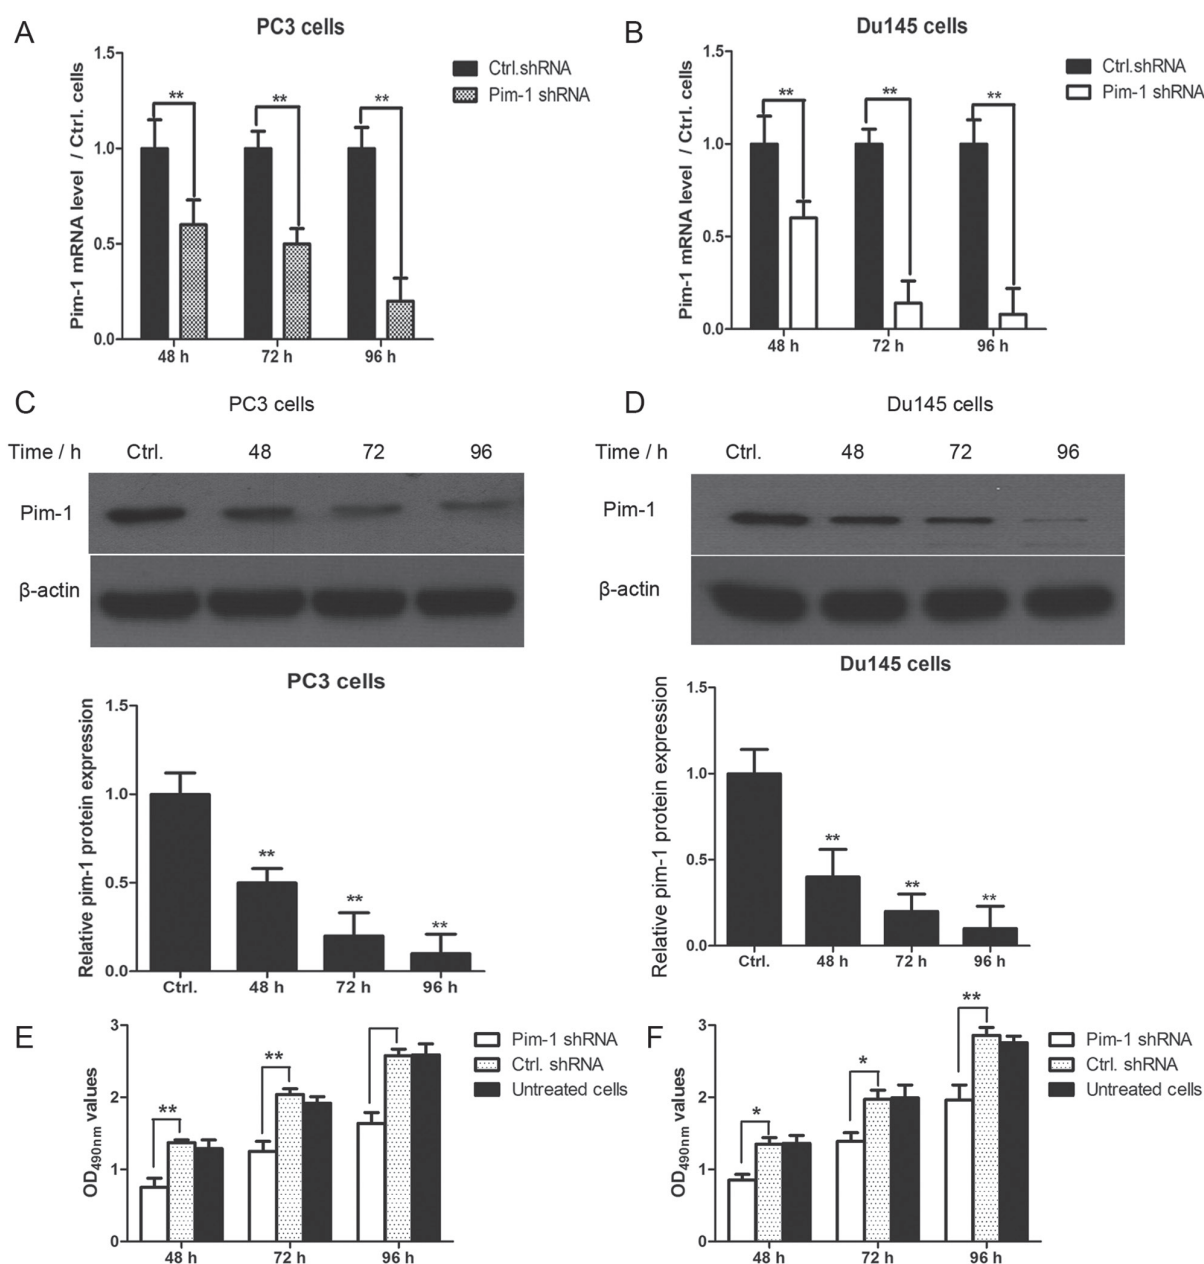 A
PC3 cells
Pim-1 mRNA level / Ctrl. cells
1.5
1.0
0.5
0.0
** ** **
48 h 72 h 96 h
Ctrl.shRNA
Pim-1 shRNA
B
Du145 cells
Pim-1 mRNA level / Ctrl. cells
1.5
1.0
0.5
0.0
** ** **
48 h 72 h 96 h
Ctrl.shRNA
Pim-1 shRNA
C
PC3 cells
Time / h Ctrl. 48 72 96
Pim-1
β-actin
PC3 cells
Relative pim-1 protein expression
1.5
1.0
0.5
0.0
** ** **
Ctrl. 48 h 72 h 96 h
D
Du145 cells
Time / h Ctrl. 48 72 96
Pim-1
β-actin
Du145 cells
Relative pim-1 protein expression
1.5
1.0
0.5
0.0
** ** **
Ctrl. 48 h 72 h 96 h
E
OD490nm values
3
2
1
0
** **
48 h 72 h 96 h
Pim-1 shRNA
Ctrl. shRNA
Untreated cells
F
OD490nm values
3
2
1
0
* * **
48 h 72 h 96 h
Pim-1 shRNA
Ctrl. shRNA
Untreated cells